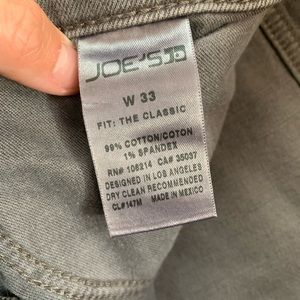 JOE'S
W 33
FIT: THE CLASSIC
99% COTTON/COTON
1% SPANDEX
RN# 106214 CA# 35037
DESIGNED IN LOS ANGELES
DRY CLEAN RECOMMENDED
CL#147M MADE IN MEXICO